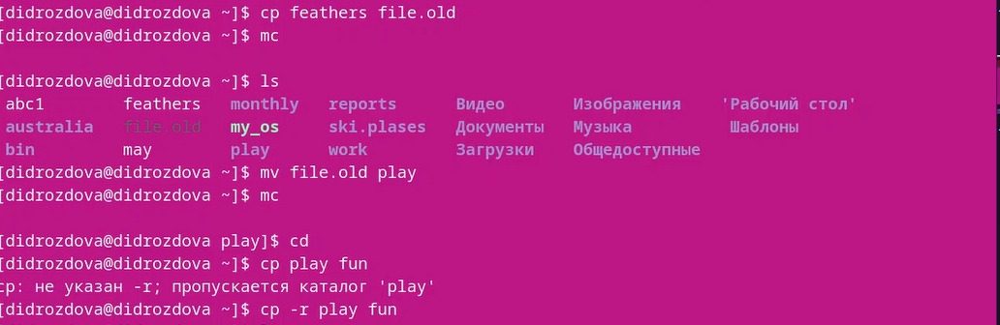 [didrozdova@didrozdova ~]$ cp feathers file.old
[didrozdova@didrozdova ~]$ mc
[didrozdova@didrozdova ~]$ ls
abc1 feathers monthly reports Видео Изображения 'Рабочий стол'
australia file.old my_os ski.plases Документы Музыка Шаблоны
bin may play work Загрузки Общедоступные
[didrozdova@didrozdova ~]$ mv file.old play
[didrozdova@didrozdova ~]$ mc
[didrozdova@didrozdova play]$ cd
[didrozdova@didrozdova ~]$ cp play fun
cp: не указан -r; пропускается каталог 'play'
[didrozdova@didrozdova ~]$ cp -r play fun